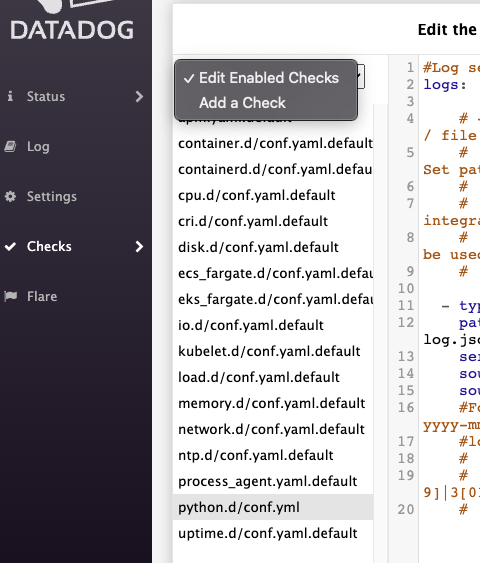 DATADOG
Status
Log
Settings
Checks
Flare
Edit Enabled Checks
Add a Check
container.d/conf.yaml.default
containerd.d/conf.yaml.defau
cpu.d/conf.yaml.default
cri.d/conf.yaml.default
disk.d/conf.yaml.default
ecs_fargate.d/conf.yaml.defau
eks_fargate.d/conf.yaml.defau
io.d/conf.yaml.default
kubelet.d/conf.yaml.default
load.d/conf.yaml.default
memory.d/conf.yaml.default
network.d/conf.yaml.default
ntp.d/conf.yaml.default
process_agent.yaml.default
python.d/conf.yml
uptime.d/conf.yaml.default
Edit the
1 #Log se
2 logs:
3
4 # -
/ file
5 #
Set pat
6 #
7 #
integra
8 #
be used
9 #
10
11 - typ
12 pat
log.jso
13 ser
14 sou
15 sou
16 #Fo
yyyy-mm
17 #lo
18 #
19 #
9]|3[01
20 #